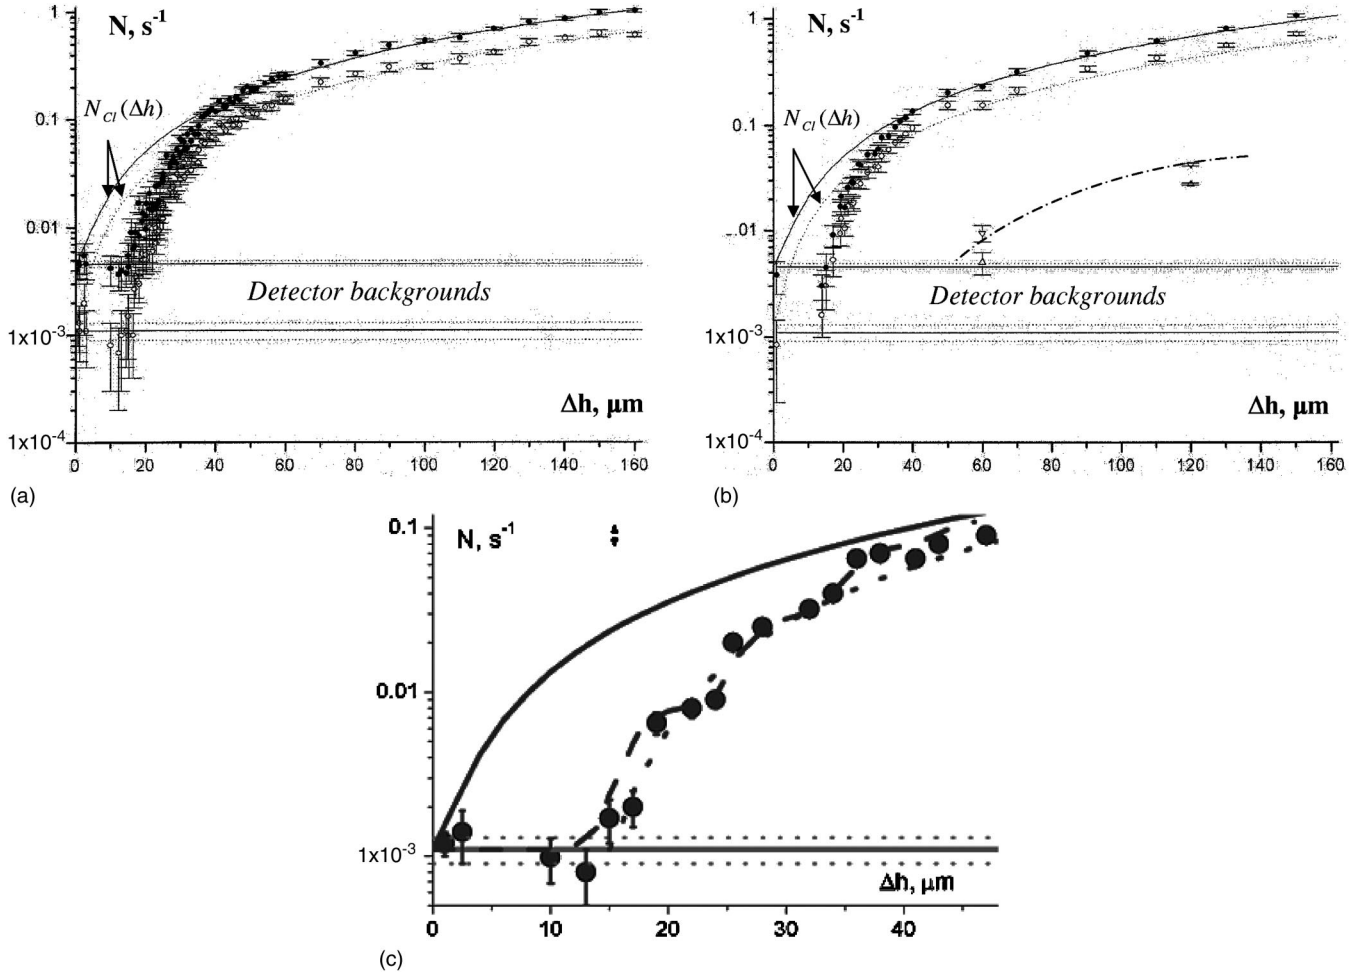 N, s⁻¹
1
N_Cl(Δh)
0.1
0.01
Detector backgrounds
1x10⁻³
Δh, μm
1x10⁻⁴
0 20 40 60 80 100 120 140 160
(a)
N, s⁻¹
1
N_Cl(Δh)
0.1
.01
Detector backgrounds
1x10⁻³
Δh, μm
1x10⁻⁴
0 20 40 60 80 100 120 140 160
(b)
0.1
N, s⁻¹
0.01
1x10⁻³
Δh, μm
0 10 20 30 40
(c)